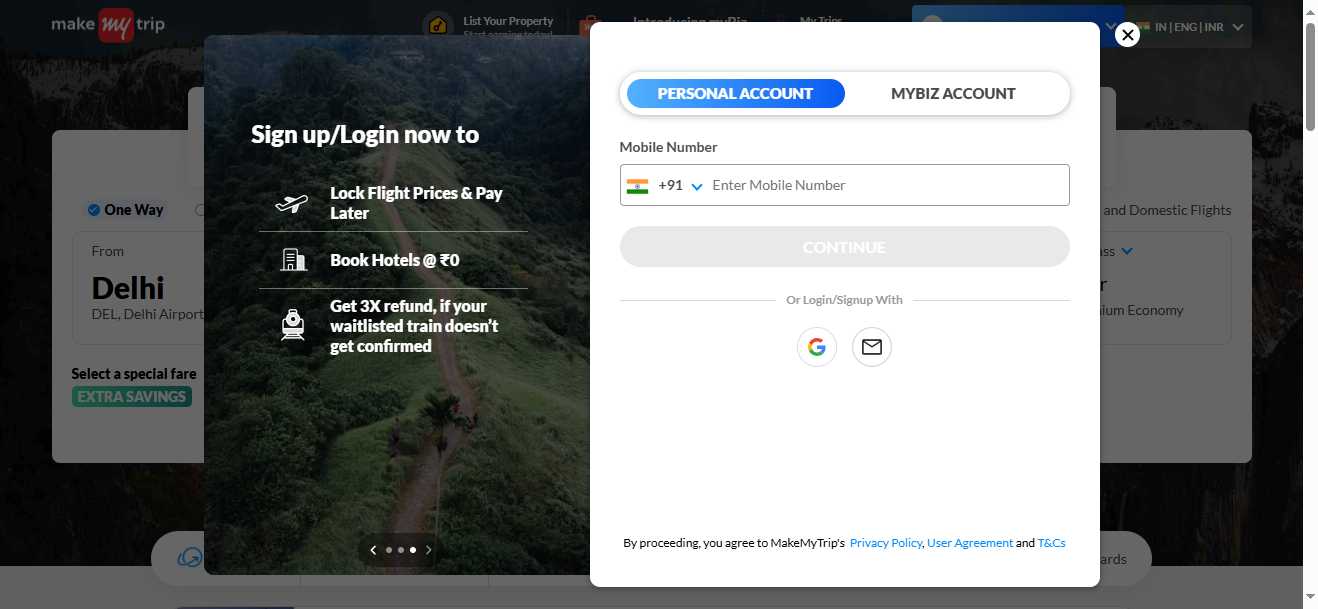 make my trip
List Your Property
Start earning today!
Introducing myBiz
My Trips
IN | ENG | INR
PERSONAL ACCOUNT
MYBIZ ACCOUNT
Sign up/Login now to
Lock Flight Prices & Pay
Later
Book Hotels @ ₹0
Get 3X refund, if your
waitlisted train doesn't
get confirmed
Mobile Number
+91
Enter Mobile Number
CONTINUE
Or Login/Signup With
By proceeding, you agree to MakeMyTrip's Privacy Policy, User Agreement and T&Cs
One Way
From
Delhi
DEL, Delhi Airport
Select a special fare
EXTRA SAVINGS
and Domestic Flights
Economy